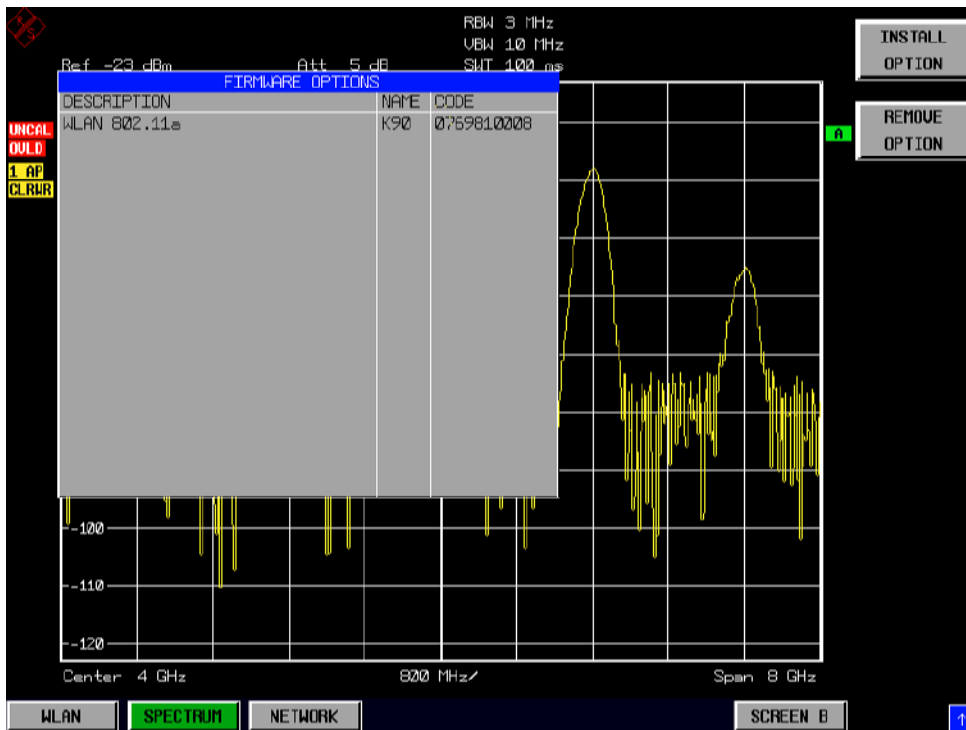 RBW 3 MHz
VBW 10 MHz
Ref -23 dBm Att 5 dB SWT 100 ms
INSTALL
OPTION
FIRMWARE OPTIONS
DESCRIPTION NAME CODE
WLAN 802.11a K90 0769810008
REMOVE
OPTION
UNCAL
OVLD
A
1 AP
CLRWR
-100
-110
-120
Center 4 GHz 800 MHz/ Span 8 GHz
WLAN SPECTRUM NETWORK SCREEN B ↑